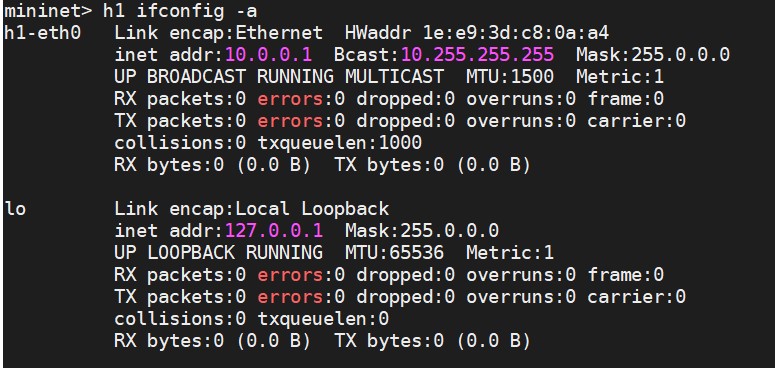 mininet> h1 ifconfig -a
h1-eth0   Link encap:Ethernet  HWaddr 1e:e9:3d:c8:0a:a4
          inet addr:10.0.0.1  Bcast:10.255.255.255  Mask:255.0.0.0
          UP BROADCAST RUNNING MULTICAST  MTU:1500  Metric:1
          RX packets:0 errors:0 dropped:0 overruns:0 frame:0
          TX packets:0 errors:0 dropped:0 overruns:0 carrier:0
          collisions:0 txqueuelen:1000
          RX bytes:0 (0.0 B)  TX bytes:0 (0.0 B)

lo        Link encap:Local Loopback
          inet addr:127.0.0.1  Mask:255.0.0.0
          UP LOOPBACK RUNNING  MTU:65536  Metric:1
          RX packets:0 errors:0 dropped:0 overruns:0 frame:0
          TX packets:0 errors:0 dropped:0 overruns:0 carrier:0
          collisions:0 txqueuelen:0
          RX bytes:0 (0.0 B)  TX bytes:0 (0.0 B)